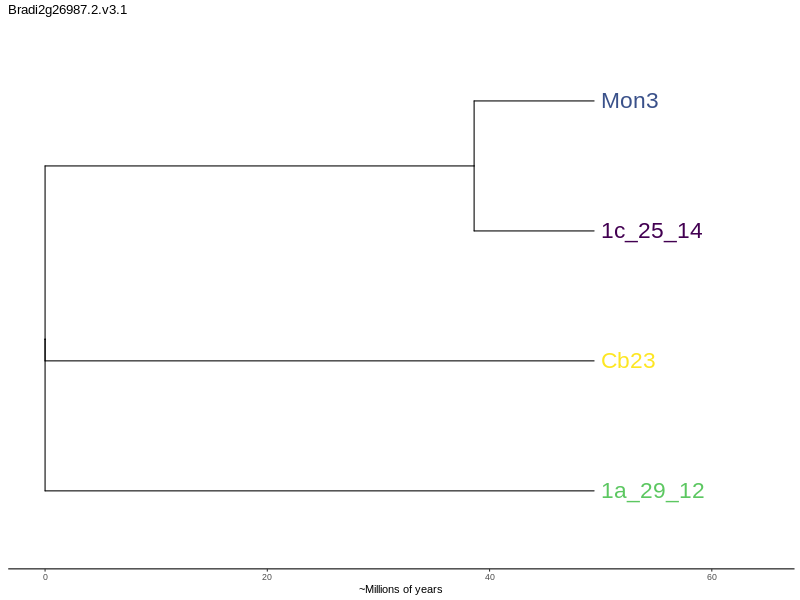 Bradi2g26987.2.v3.1
Mon3
1c_25_14
Cb23
1a_29_12
0 20 40 60
~Millions of years